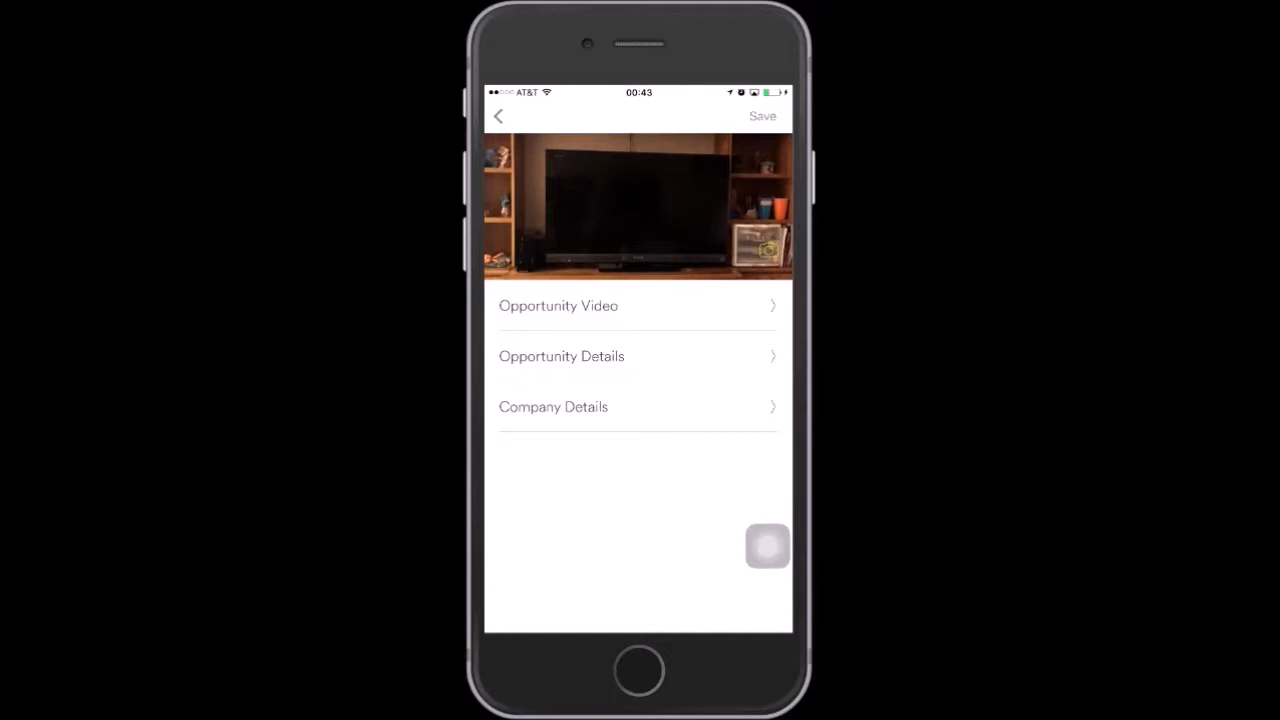 AT&T 00:43
Save
Opportunity Video
Opportunity Details
Company Details